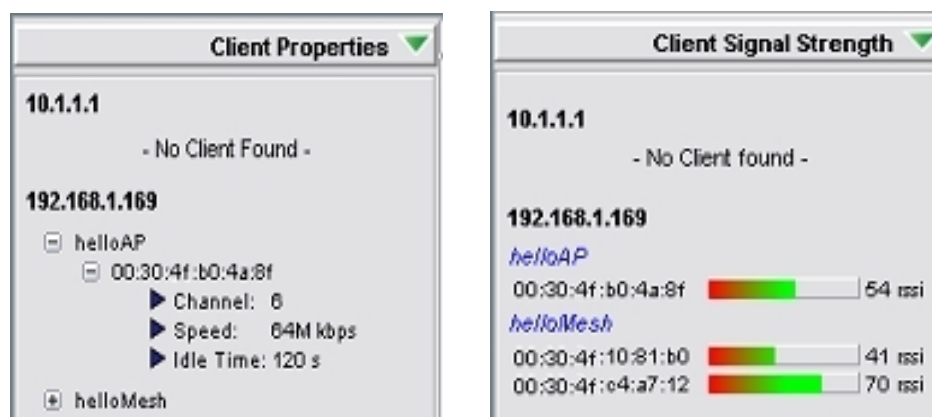 Client Properties
10.1.1.1
- No Client Found -
192.168.1.169
helloAP
00:30:4f:b0:4a:8f
Channel: 6
Speed: 64M kbps
Idle Time: 120 s
helloMesh
Client Signal Strength
10.1.1.1
- No Client found -
192.168.1.169
helloAP
00:30:4f:b0:4a:8f 54 rssi
helloMesh
00:30:4f:10:81:b0 41 rssi
00:30:4f:c4:a7:12 70 rssi